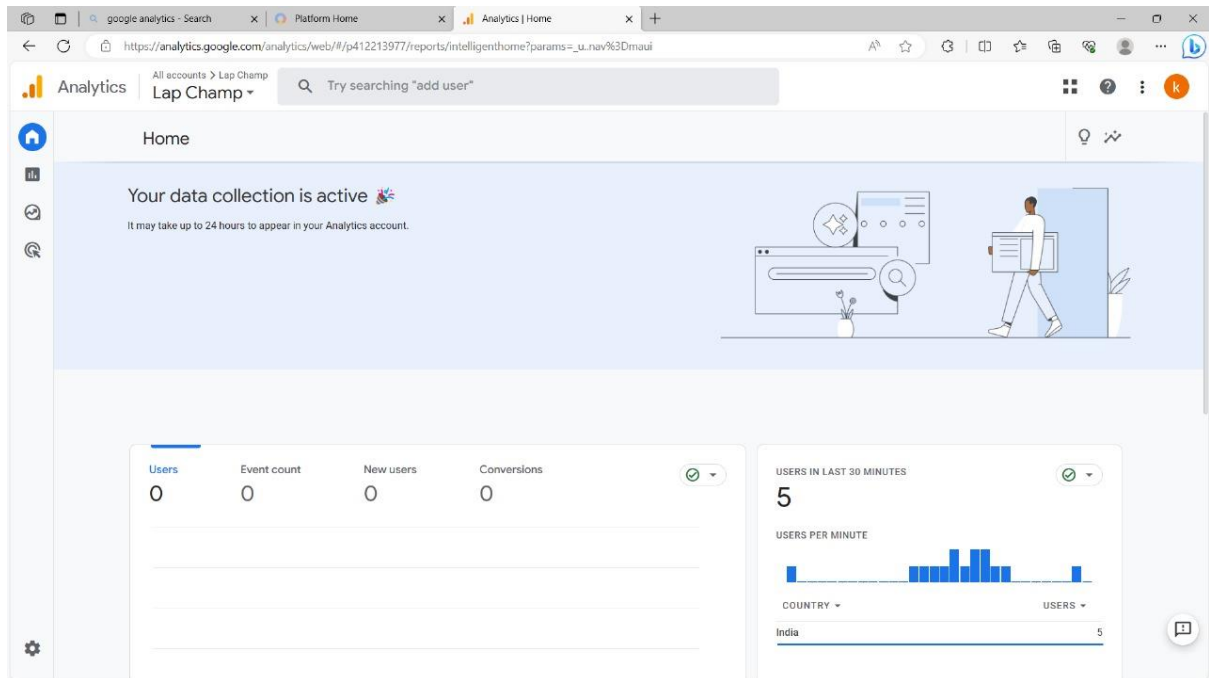 google analytics - Search
Platform Home
Analytics | Home
https://analytics.google.com/analytics/web/#/p412213977/reports/intelligenthome?params=_u..nav%3Dmaui
Analytics
All accounts > Lap Champ
Lap Champ
Try searching "add user"
k
Home
Your data collection is active 🎉
It may take up to 24 hours to appear in your Analytics account.
Users
Event count
New users
Conversions
0
0
0
0
USERS IN LAST 30 MINUTES
5
USERS PER MINUTE
COUNTRY
USERS
India
5